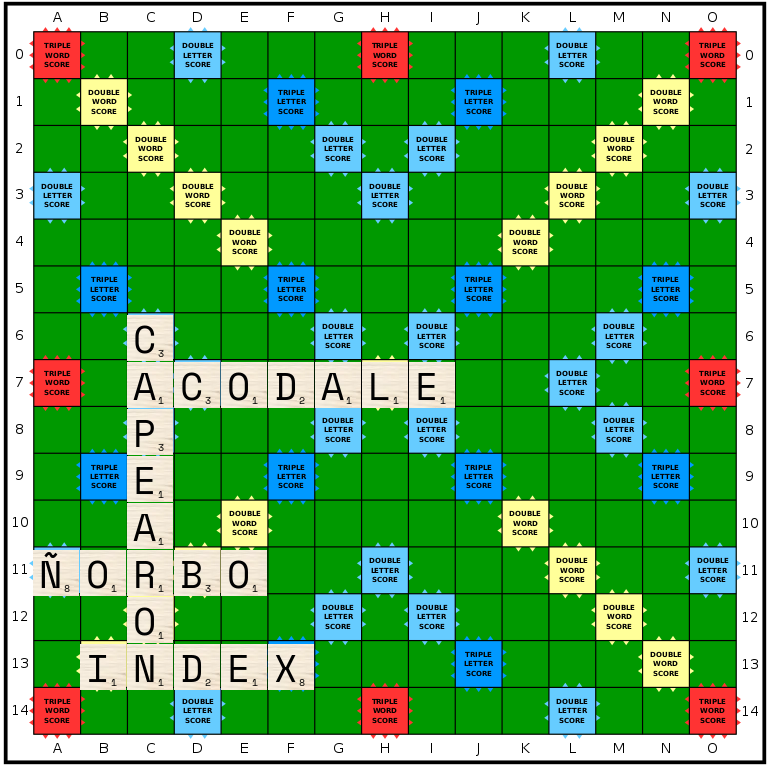 A B C D E F G H I J K L M N O
TRIPLE DOUBLE TRIPLE DOUBLE TRIPLE
0 WORD LETTER WORD LETTER WORD 0
SCORE SCORE SCORE SCORE SCORE
DOUBLE TRIPLE TRIPLE DOUBLE
1 WORD LETTER LETTER WORD 1
SCORE SCORE SCORE SCORE
DOUBLE DOUBLE DOUBLE DOUBLE
2 WORD LETTER LETTER WORD 2
SCORE SCORE SCORE SCORE
DOUBLE DOUBLE DOUBLE DOUBLE DOUBLE
3 LETTER WORD LETTER WORD LETTER 3
SCORE SCORE SCORE SCORE SCORE
DOUBLE DOUBLE
4 WORD WORD 4
SCORE SCORE
TRIPLE TRIPLE TRIPLE TRIPLE
5 LETTER LETTER LETTER LETTER 5
SCORE SCORE SCORE SCORE
DOUBLE DOUBLE DOUBLE
6 C3 LETTER LETTER LETTER 6
SCORE SCORE SCORE
TRIPLE DOUBLE TRIPLE
7 WORD A1 C3 O1 D2 A1 L1 E1 LETTER WORD 7
SCORE SCORE SCORE
DOUBLE DOUBLE DOUBLE
8 P3 LETTER LETTER LETTER 8
SCORE SCORE SCORE
TRIPLE TRIPLE TRIPLE TRIPLE
9 LETTER E1 LETTER LETTER LETTER 9
SCORE SCORE SCORE SCORE
DOUBLE DOUBLE
10 A1 WORD WORD 10
SCORE SCORE
DOUBLE DOUBLE DOUBLE
11 Ñ8 O1 R1 B3 O1 LETTER WORD LETTER 11
SCORE SCORE SCORE
DOUBLE DOUBLE DOUBLE
12 O1 LETTER LETTER WORD 12
SCORE SCORE SCORE
TRIPLE DOUBLE
13 I1 N1 D2 E1 X8 LETTER WORD 13
SCORE SCORE
TRIPLE DOUBLE TRIPLE DOUBLE TRIPLE
14 WORD LETTER WORD LETTER WORD 14
SCORE SCORE SCORE SCORE SCORE
A B C D E F G H I J K L M N O